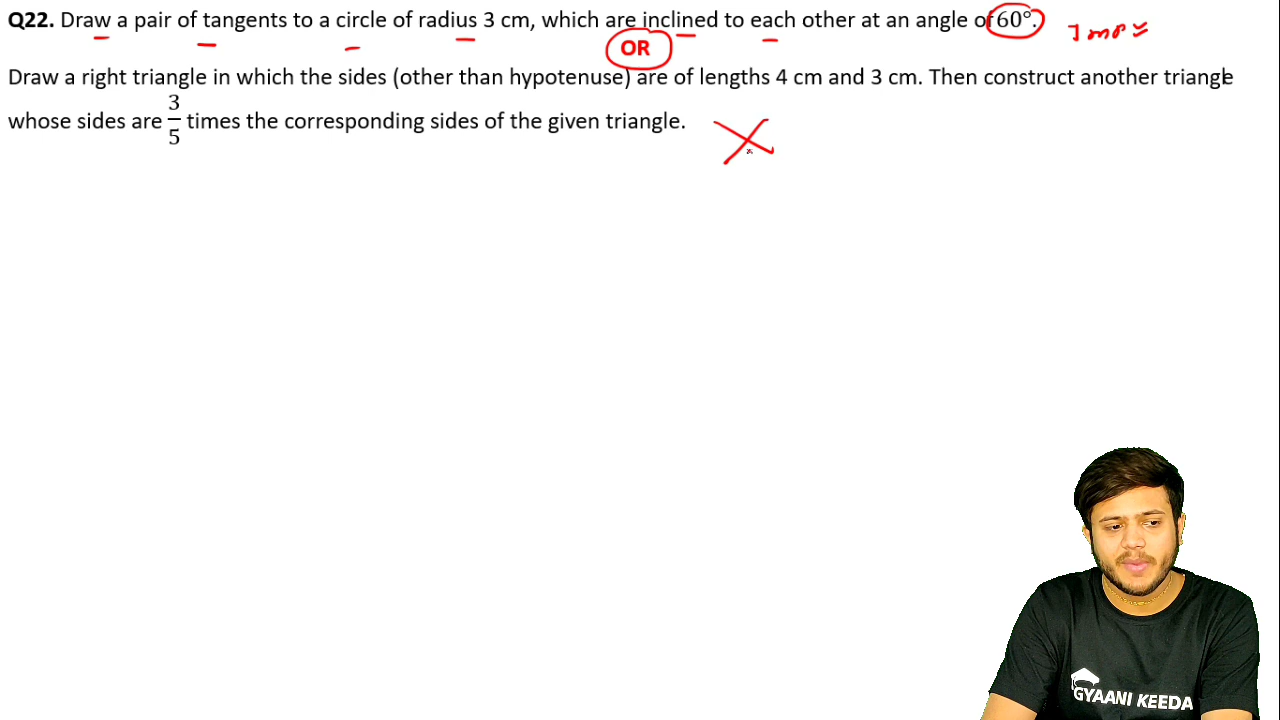 Q22. Draw a pair of tangents to a circle of radius 3 cm, which are inclined to each other at an angle of 60°. Imp
OR
Draw a right triangle in which the sides (other than hypotenuse) are of lengths 4 cm and 3 cm. Then construct another triangle
whose sides are 3/5 times the corresponding sides of the given triangle.
GYAANI KEEDA